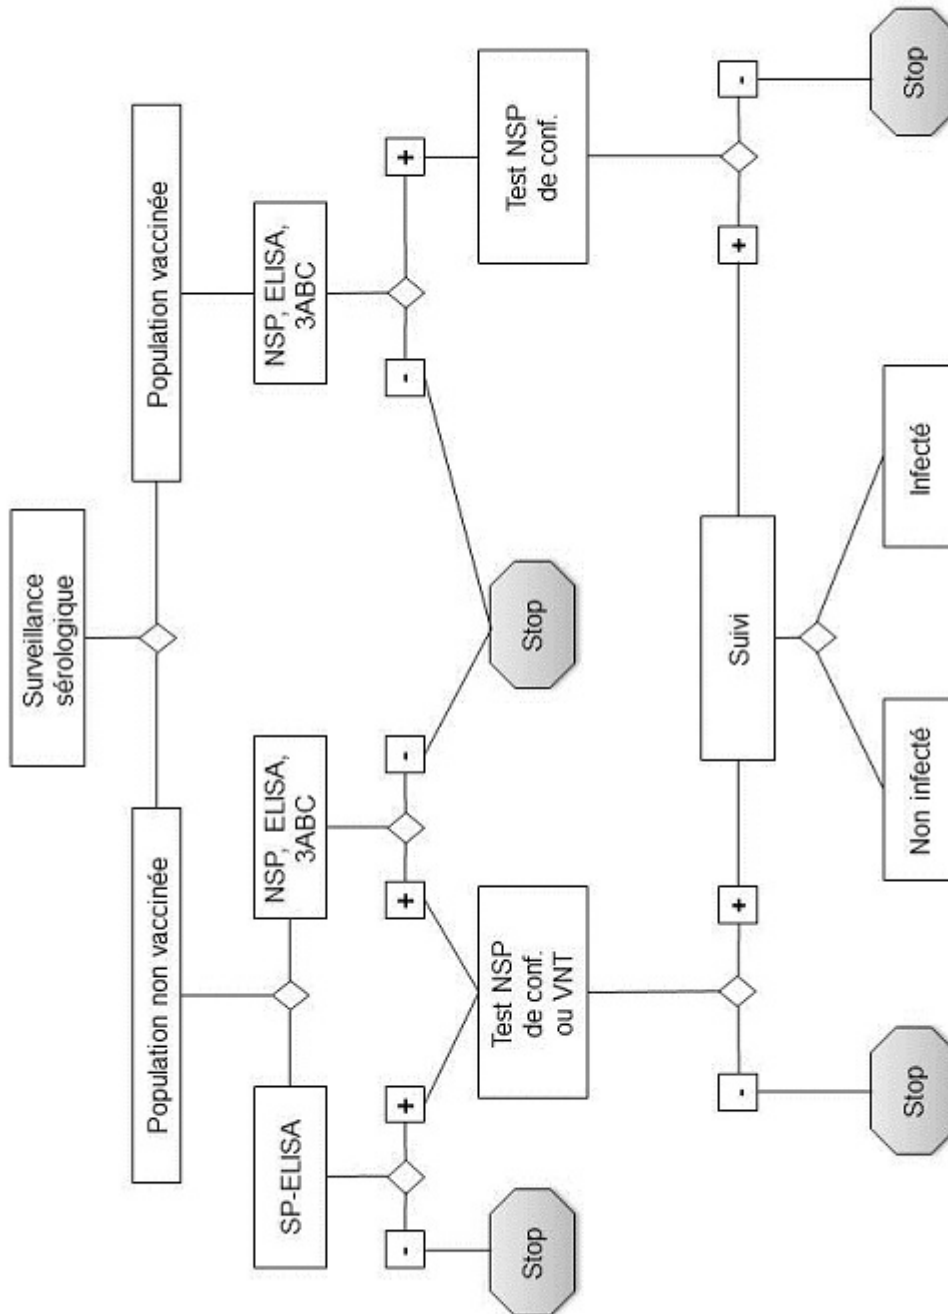 Surveillance
sérologique
Population non vaccinée
Population vaccinée
SP-ELISA
NSP, ELISA,
3ABC
NSP, ELISA,
3ABC
-
+
+
-
-
+
Stop
Test NSP
de conf.
ou VNT
Stop
Test NSP
de conf.
-
+
Suivi
+
-
Stop
Non infecté
Infecté
Stop